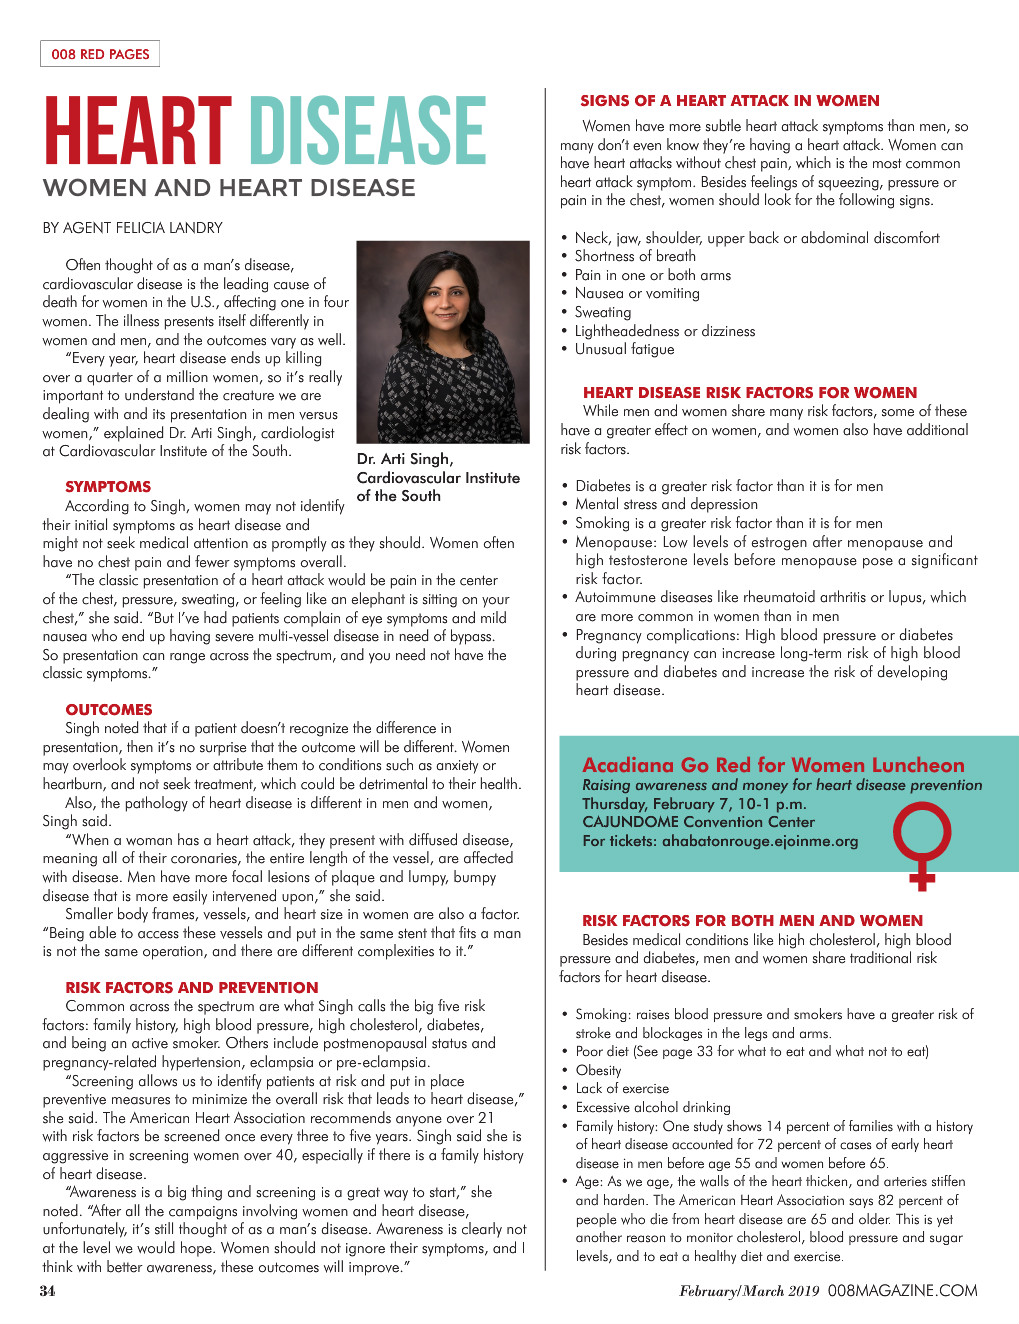 008 RED PAGES
HEART DISEASE
WOMEN AND HEART DISEASE
BY AGENT FELICIA LANDRY
Often thought of as a man's disease,
cardiovascular disease is the leading cause of
death for women in the U.S., affecting one in four
women. The illness presents itself differently in
women and men, and the outcomes vary as well.
"Every year, heart disease ends up killing
over a quarter of a million women, so it's really
important to understand the creature we are
dealing with and its presentation in men versus
women," explained Dr. Arti Singh, cardiologist
at Cardiovascular Institute of the South.
Dr. Arti Singh,
Cardiovascular Institute
of the South
SYMPTOMS
According to Singh, women may not identify
their initial symptoms as heart disease and
might not seek medical attention as promptly as they should. Women often
have no chest pain and fewer symptoms overall.
"The classic presentation of a heart attack would be pain in the center
of the chest, pressure, sweating, or feeling like an elephant is sitting on your
chest," she said. "But I've had patients complain of eye symptoms and mild
nausea who end up having severe multi-vessel disease in need of bypass.
So presentation can range across the spectrum, and you need not have the
classic symptoms."
OUTCOMES
Singh noted that if a patient doesn't recognize the difference in
presentation, then it's no surprise that the outcome will be different. Women
may overlook symptoms or attribute them to conditions such as anxiety or
heartburn, and not seek treatment, which could be detrimental to their health.
Also, the pathology of heart disease is different in men and women,
Singh said.
"When a woman has a heart attack, they present with diffused disease,
meaning all of their coronaries, the entire length of the vessel, are affected
with disease. Men have more focal lesions of plaque and lumpy, bumpy
disease that is more easily intervened upon," she said.
Smaller body frames, vessels, and heart size in women are also a factor.
"Being able to access these vessels and put in the same stent that fits a man
is not the same operation, and there are different complexities to it."
RISK FACTORS AND PREVENTION
Common across the spectrum are what Singh calls the big five risk
factors: family history, high blood pressure, high cholesterol, diabetes,
and being an active smoker. Others include postmenopausal status and
pregnancy-related hypertension, eclampsia or pre-eclampsia.
"Screening allows us to identify patients at risk and put in place
preventive measures to minimize the overall risk that leads to heart disease,"
she said. The American Heart Association recommends anyone over 21
with risk factors be screened once every three to five years. Singh said she is
aggressive in screening women over 40, especially if there is a family history
of heart disease.
"Awareness is a big thing and screening is a great way to start," she
noted. "After all the campaigns involving women and heart disease,
unfortunately, it's still thought of as a man's disease. Awareness is clearly not
at the level we would hope. Women should not ignore their symptoms, and I
think with better awareness, these outcomes will improve."
SIGNS OF A HEART ATTACK IN WOMEN
Women have more subtle heart attack symptoms than men, so
many don't even know they're having a heart attack. Women can
have heart attacks without chest pain, which is the most common
heart attack symptom. Besides feelings of squeezing, pressure or
pain in the chest, women should look for the following signs.
• Neck, jaw, shoulder, upper back or abdominal discomfort
• Shortness of breath
• Pain in one or both arms
• Nausea or vomiting
• Sweating
• Lightheadedness or dizziness
• Unusual fatigue
HEART DISEASE RISK FACTORS FOR WOMEN
While men and women share many risk factors, some of these
have a greater effect on women, and women also have additional
risk factors.
• Diabetes is a greater risk factor than it is for men
• Mental stress and depression
• Smoking is a greater risk factor than it is for men
• Menopause: Low levels of estrogen after menopause and
high testosterone levels before menopause pose a significant
risk factor.
• Autoimmune diseases like rheumatoid arthritis or lupus, which
are more common in women than in men
• Pregnancy complications: High blood pressure or diabetes
during pregnancy can increase long-term risk of high blood
pressure and diabetes and increase the risk of developing
heart disease.
Acadiana Go Red for Women Luncheon
Raising awareness and money for heart disease prevention
Thursday, February 7, 10-1 p.m.
CAJUNDOME Convention Center
For tickets: ahabatonrouge.ejoinme.org
RISK FACTORS FOR BOTH MEN AND WOMEN
Besides medical conditions like high cholesterol, high blood
pressure and diabetes, men and women share traditional risk
factors for heart disease.
• Smoking: raises blood pressure and smokers have a greater risk of
stroke and blockages in the legs and arms.
• Poor diet (See page 33 for what to eat and what not to eat)
• Obesity
• Lack of exercise
• Excessive alcohol drinking
• Family history: One study shows 14 percent of families with a history
of heart disease accounted for 72 percent of cases of early heart
disease in men before age 55 and women before 65.
• Age: As we age, the walls of the heart thicken, and arteries stiffen
and harden. The American Heart Association says 82 percent of
people who die from heart disease are 65 and older. This is yet
another reason to monitor cholesterol, blood pressure and sugar
levels, and to eat a healthy diet and exercise.
34
February/March 2019 008MAGAZINE.COM